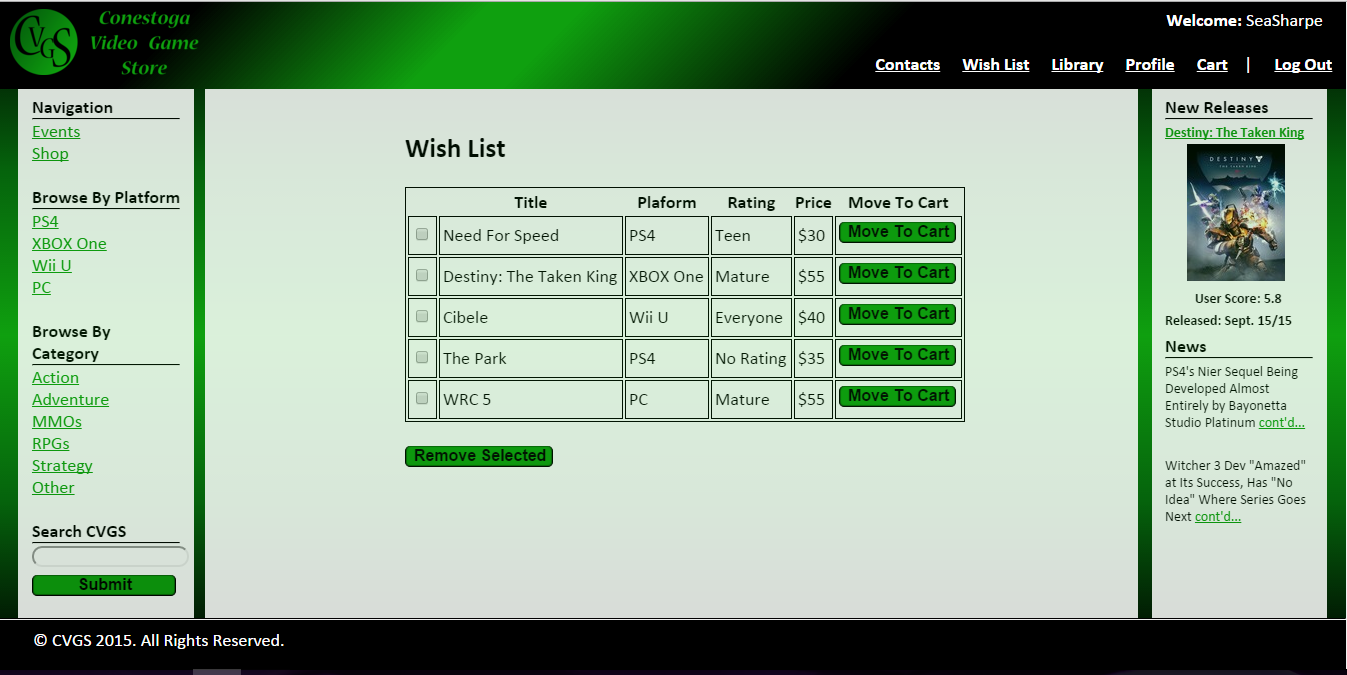 CVGS
Conestoga
Video Game
Store
Welcome: SeaSharpe
Contacts Wish List Library Profile Cart | Log Out
Navigation
Events
Shop
Browse By Platform
PS4
XBOX One
Wii U
PC
Browse By
Category
Action
Adventure
MMOs
RPGs
Strategy
Other
Search CVGS
Submit
Wish List
Title Plaform Rating Price Move To Cart
Need For Speed PS4 Teen $30 Move To Cart
Destiny: The Taken King XBOX One Mature $55 Move To Cart
Cibele Wii U Everyone $40 Move To Cart
The Park PS4 No Rating $35 Move To Cart
WRC 5 PC Mature $55 Move To Cart
Remove Selected
New Releases
Destiny: The Taken King
DESTINY
THE TAKEN KING
User Score: 5.8
Released: Sept. 15/15
News
PS4's Nier Sequel Being
Developed Almost
Entirely by Bayonetta
Studio Platinum cont'd...
Witcher 3 Dev "Amazed"
at Its Success, Has "No
Idea" Where Series Goes
Next cont'd...
© CVGS 2015. All Rights Reserved.